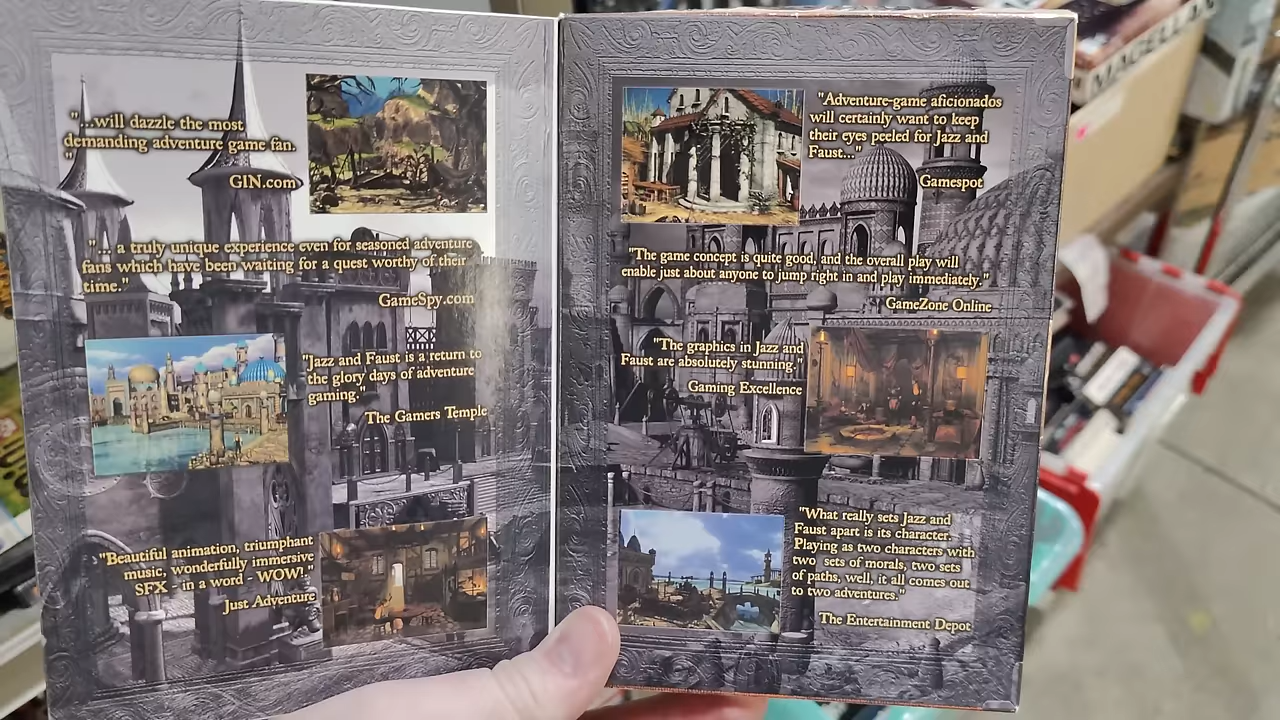 "...will dazzle the most
demanding adventure game fan.
"
GIN.com
"... a truly unique experience even for seasoned adventure
fans which have been waiting for a quest worthy of their
time."
GameSpy.com
"Jazz and Faust is a return to
the glory days of adventure
gaming."
The Gamers Temple
"Beautiful animation, triumphant
music, wonderfully immersive
SFX - in a word - WOW!."
Just Adventure
"Adventure-game aficionados
will certainly want to keep
their eyes peeled for Jazz and
Faust..."
Gamespot
"The game concept is quite good, and the overall play will
enable just about anyone to jump right in and play immediately."
GameZone Online
"The graphics in Jazz and
Faust are absolutely stunning."
Gaming Excellence
"What really sets Jazz and
Faust apart is its character.
Playing as two characters with
two sets of morals, two sets
of paths, well, it all comes out
to two adventures."
The Entertainment Depot
MAGELLAN